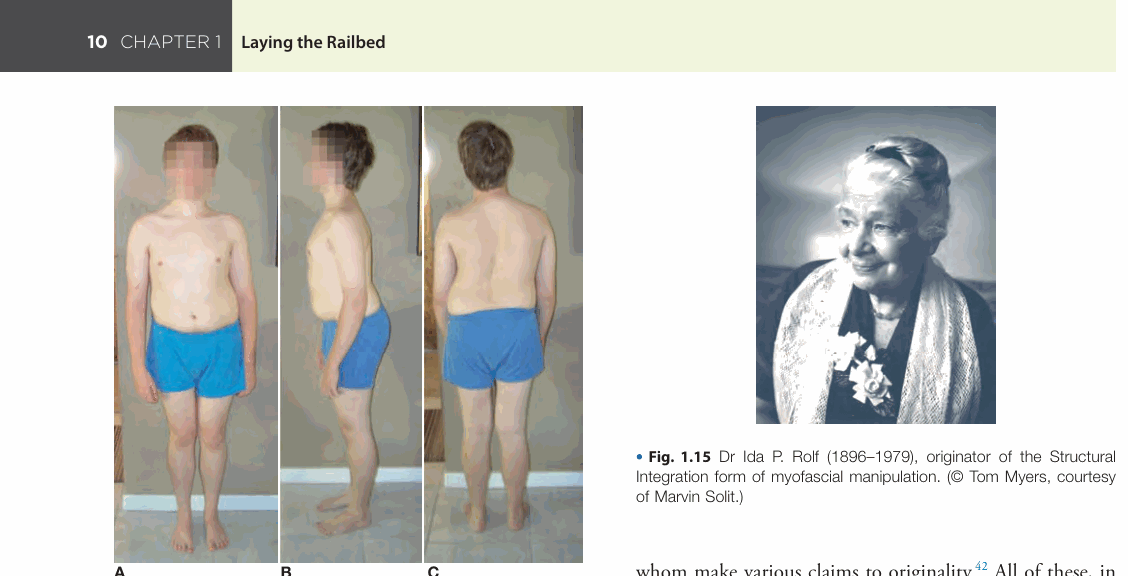 10 CHAPTER 1 Laying the Railbed
A
B
C
• Fig. 1.15 Dr Ida P. Rolf (1896–1979), originator of the Structural
Integration form of myofascial manipulation. (© Tom Myers, courtesy
of Marvin Solit.)
whom make various claims to originality.42 All of these, in